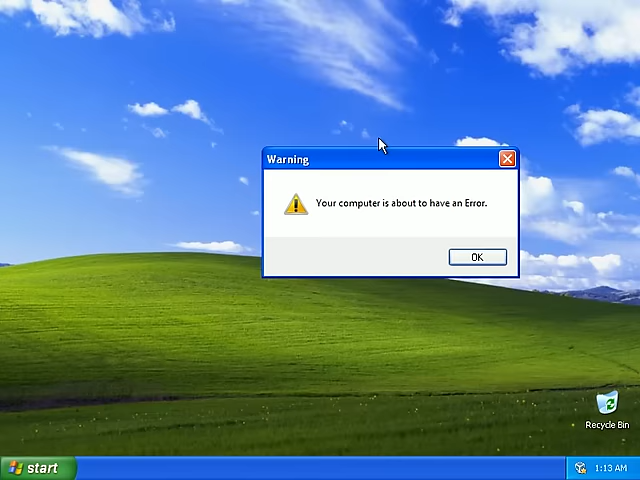 Warning
Your computer is about to have an Error.
OK
Recycle Bin
start
1:13 AM